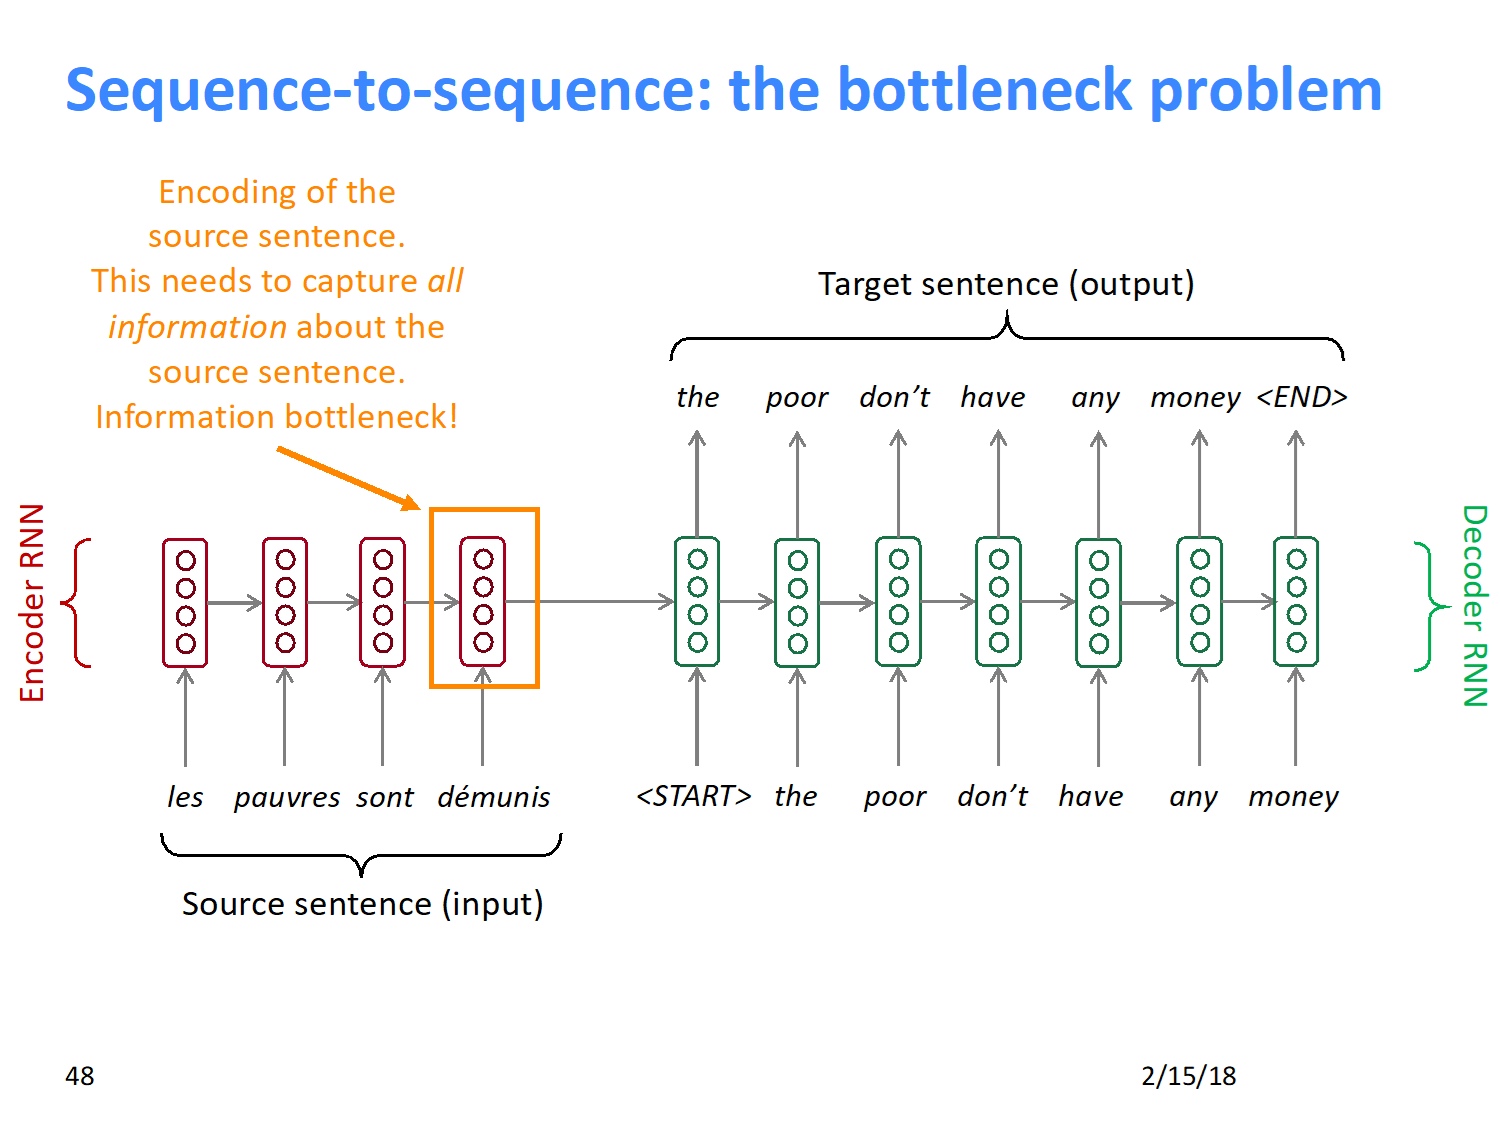 Sequence-to-sequence: the bottleneck problem
Encoding of the
source sentence.
This needs to capture all
information about the
source sentence.
Information bottleneck!
Target sentence (output)
the poor don’t have any money <END>
Encoder RNN
Decoder RNN
les pauvres sont démunis
<START> the poor don’t have any money
Source sentence (input)
48
2/15/18